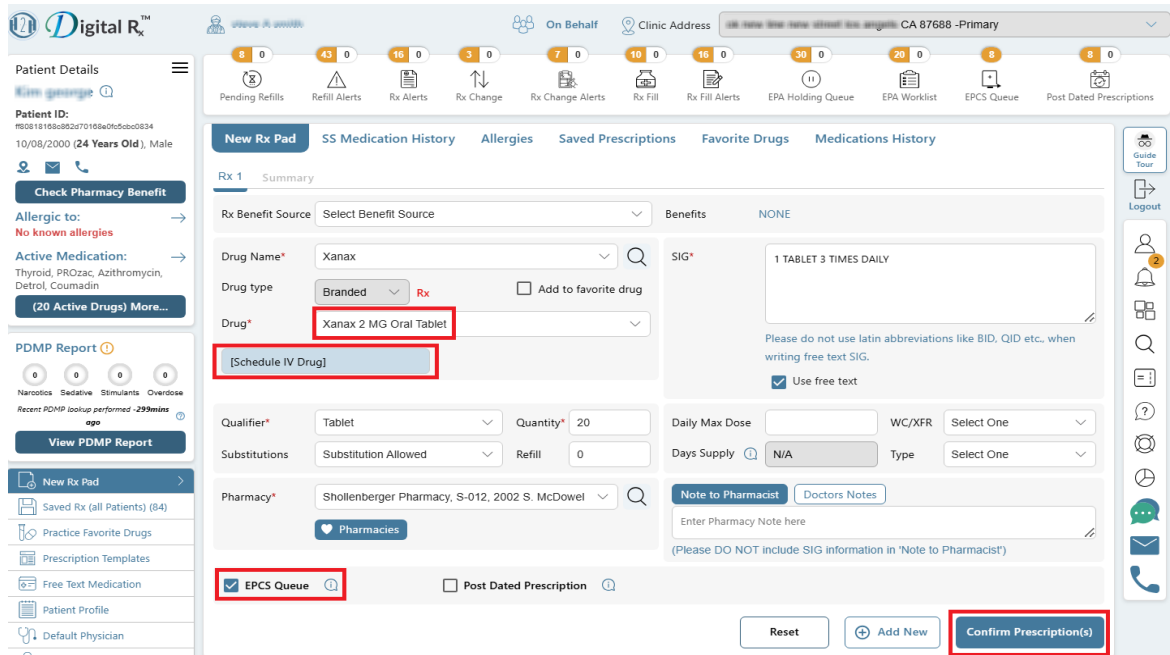 iDigital Rx™
On Behalf
Clinic Address
CA 87688 -Primary
Patient Details
Patient ID:
10/08/2000 (24 Years Old), Male
Check Pharmacy Benefit
Allergic to:
No known allergies
Active Medication:
Thyroid, PROzac, Azithromycin,
Detrol, Coumadin
(20 Active Drugs) More...
PDMP Report
0 0 0 0
Narcotics Sedative Stimulants Overdose
Recent PDMP lookup performed -299mins
ago
View PDMP Report
New Rx Pad
Saved Rx (all Patients) (84)
Practice Favorite Drugs
Prescription Templates
Free Text Medication
Patient Profile
Default Physician
8 0 43 0 16 0 3 0 7 0 10 0 16 0 30 0 20 0 8 8 0
Pending Refills Refill Alerts Rx Alerts Rx Change Rx Change Alerts Rx Fill Rx Fill Alerts EPA Holding Queue EPA Worklist EPCS Queue Post Dated Prescriptions
New Rx Pad SS Medication History Allergies Saved Prescriptions Favorite Drugs Medications History
Rx 1 Summary
Rx Benefit Source Select Benefit Source Benefits NONE
Drug Name* Xanax
Drug type Branded Rx Add to favorite drug
Drug* Xanax 2 MG Oral Tablet
[Schedule IV Drug]
SIG* 1 TABLET 3 TIMES DAILY
Please do not use latin abbreviations like BID, QID etc., when
writing free text SIG.
Use free text
Qualifier* Tablet Quantity* 20
Substitutions Substitution Allowed Refill 0
Daily Max Dose WC/XFR Select One
Days Supply N/A Type Select One
Pharmacy* Shollenberger Pharmacy, S-012, 2002 S. McDowel
Pharmacies
Note to Pharmacist Doctors Notes
Enter Pharmacy Note here
(Please DO NOT include SIG information in 'Note to Pharmacist')
EPCS Queue Post Dated Prescription
Reset Add New Confirm Prescription(s)
Guide
Tour
Logout
2